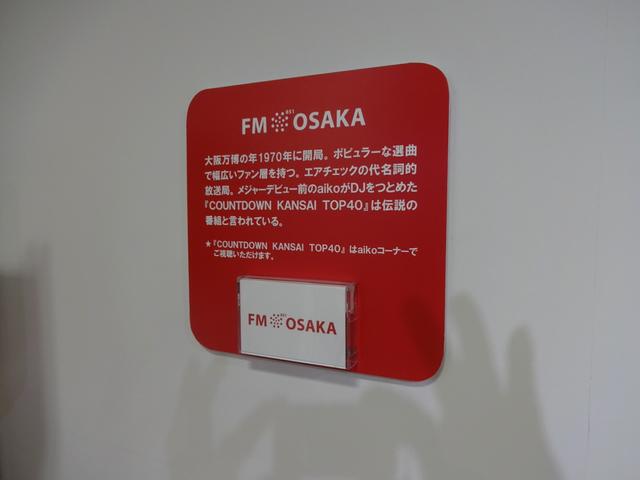 FM 851 OSAKA
大阪万博の年1970年に開局。ポピュラーな選曲
で幅広いファン層を持つ。エアチェックの代名詞的
放送局。メジャーデビュー前のaikoがDJをつとめた
『COUNTDOWN KANSAI TOP40』は伝説の
番組と言われている。
★『COUNTDOWN KANSAI TOP40』はaikoコーナーで
ご視聴いただけます。
FM 851 OSAKA